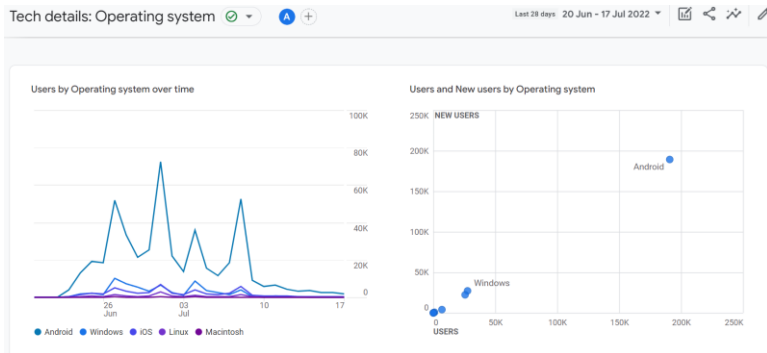 Tech details: Operating system
A
Last 28 days 20 Jun - 17 Jul 2022
Users by Operating system over time
100K
80K
60K
40K
20K
0
26
Jun
03
Jul
10
17
Android Windows iOS Linux Macintosh
Users and New users by Operating system
250K NEW USERS
200K
150K
100K
50K
0
Android
Windows
0 50K 100K 150K 200K 250K
USERS